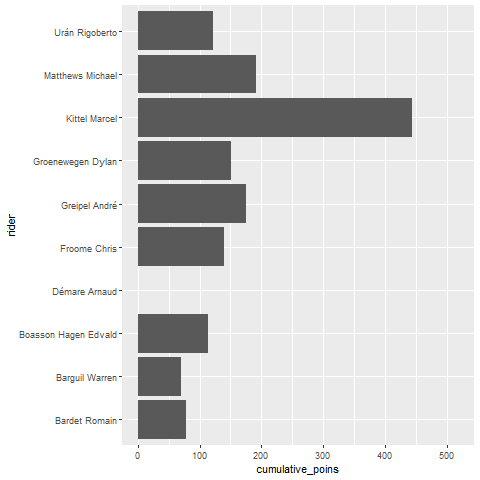 Urán Rigoberto
Matthews Michael
Kittel Marcel
Groenewegen Dylan
Greipel André
Froome Chris
Démare Arnaud
Boasson Hagen Edvald
Barguil Warren
Bardet Romain
rider
0 100 200 300 400 500
cumulative_poins